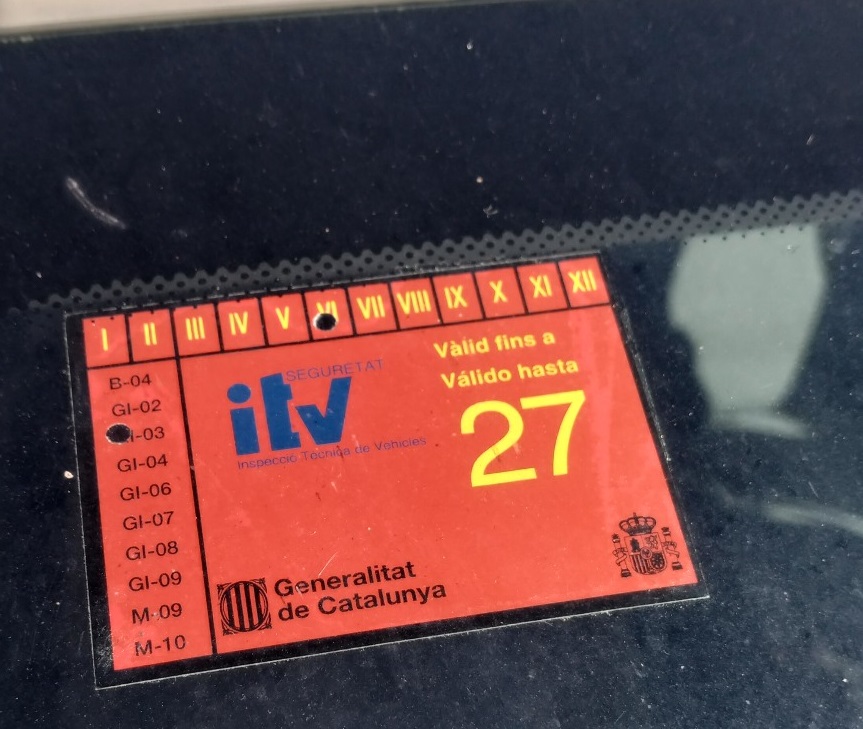 I II III IV V VI VII VIII IX X XI XII
B-04
GI-02
GI-03
GI-04
GI-06
GI-07
GI-08
GI-09
M-09
M-10
SEGURETAT
itv
Inspecció Tècnica de Vehicles
Vàlid fins a
Válido hasta
27
Generalitat
de Catalunya